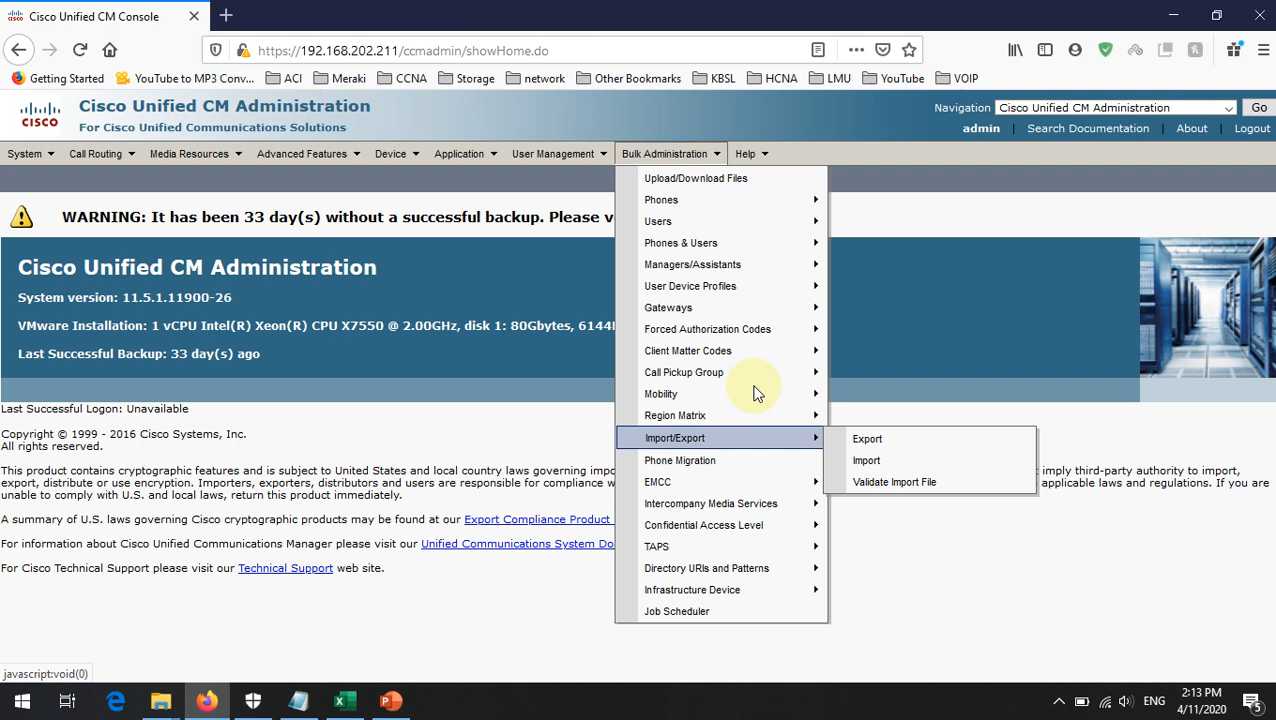 Cisco Unified CM Console
https://192.168.202.211/ccmadmin/showHome.do
Getting Started YouTube to MP3 Conv... ACI Meraki CCNA Storage network Other Bookmarks KBSL HCNA LMU YouTube VOIP
CISCO
Cisco Unified CM Administration
For Cisco Unified Communications Solutions
Navigation Cisco Unified CM Administration Go
admin | Search Documentation | About | Logout
System Call Routing Media Resources Advanced Features Device Application User Management Bulk Administration Help
WARNING: It has been 33 day(s) without a successful backup. Please v
Cisco Unified CM Administration
System version: 11.5.1.11900-26
VMware Installation: 1 vCPU Intel(R) Xeon(R) CPU X7550 @ 2.00GHz, disk 1: 80Gbytes, 6144
Last Successful Backup: 33 day(s) ago
Last Successful Logon: Unavailable
Copyright © 1999 - 2016 Cisco Systems, Inc.
All rights reserved.
This product contains cryptographic features and is subject to United States and local country laws governing impo
imply third-party authority to import,
export, distribute or use encryption. Importers, exporters, distributors and users are responsible for compliance w
applicable laws and regulations. If you are
unable to comply with U.S. and local laws, return this product immediately.
A summary of U.S. laws governing Cisco cryptographic products may be found at our Export Compliance Product
For information about Cisco Unified Communications Manager please visit our Unified Communications System Do
For Cisco Technical Support please visit our Technical Support web site.
Upload/Download Files
Phones
Users
Phones & Users
Managers/Assistants
User Device Profiles
Gateways
Forced Authorization Codes
Client Matter Codes
Call Pickup Group
Mobility
Region Matrix
Import/Export
Export
Import
Validate Import File
Phone Migration
EMCC
Intercompany Media Services
Confidential Access Level
TAPS
Directory URIs and Patterns
Infrastructure Device
Job Scheduler
javascript:void(0)
ENG
2:13 PM
4/11/2020
5